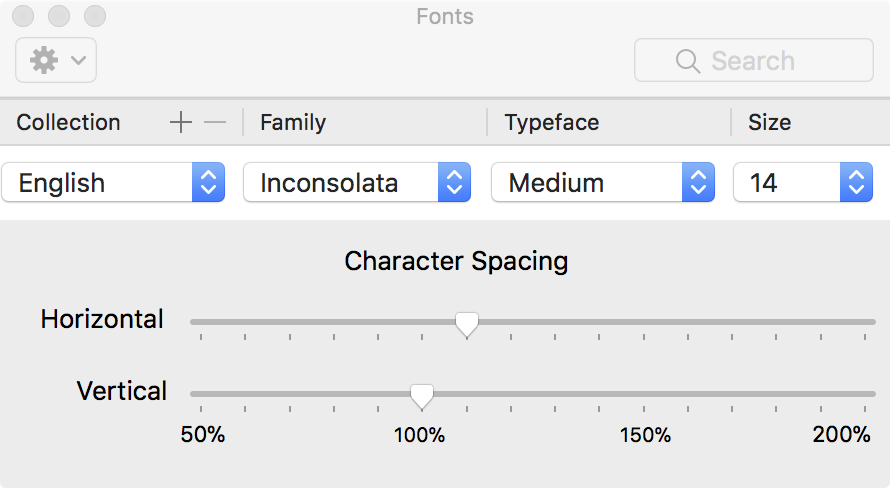 Fonts
Search
Collection Family Typeface Size
English Inconsolata Medium 14
Character Spacing
Horizontal
Vertical
50% 100% 150% 200%